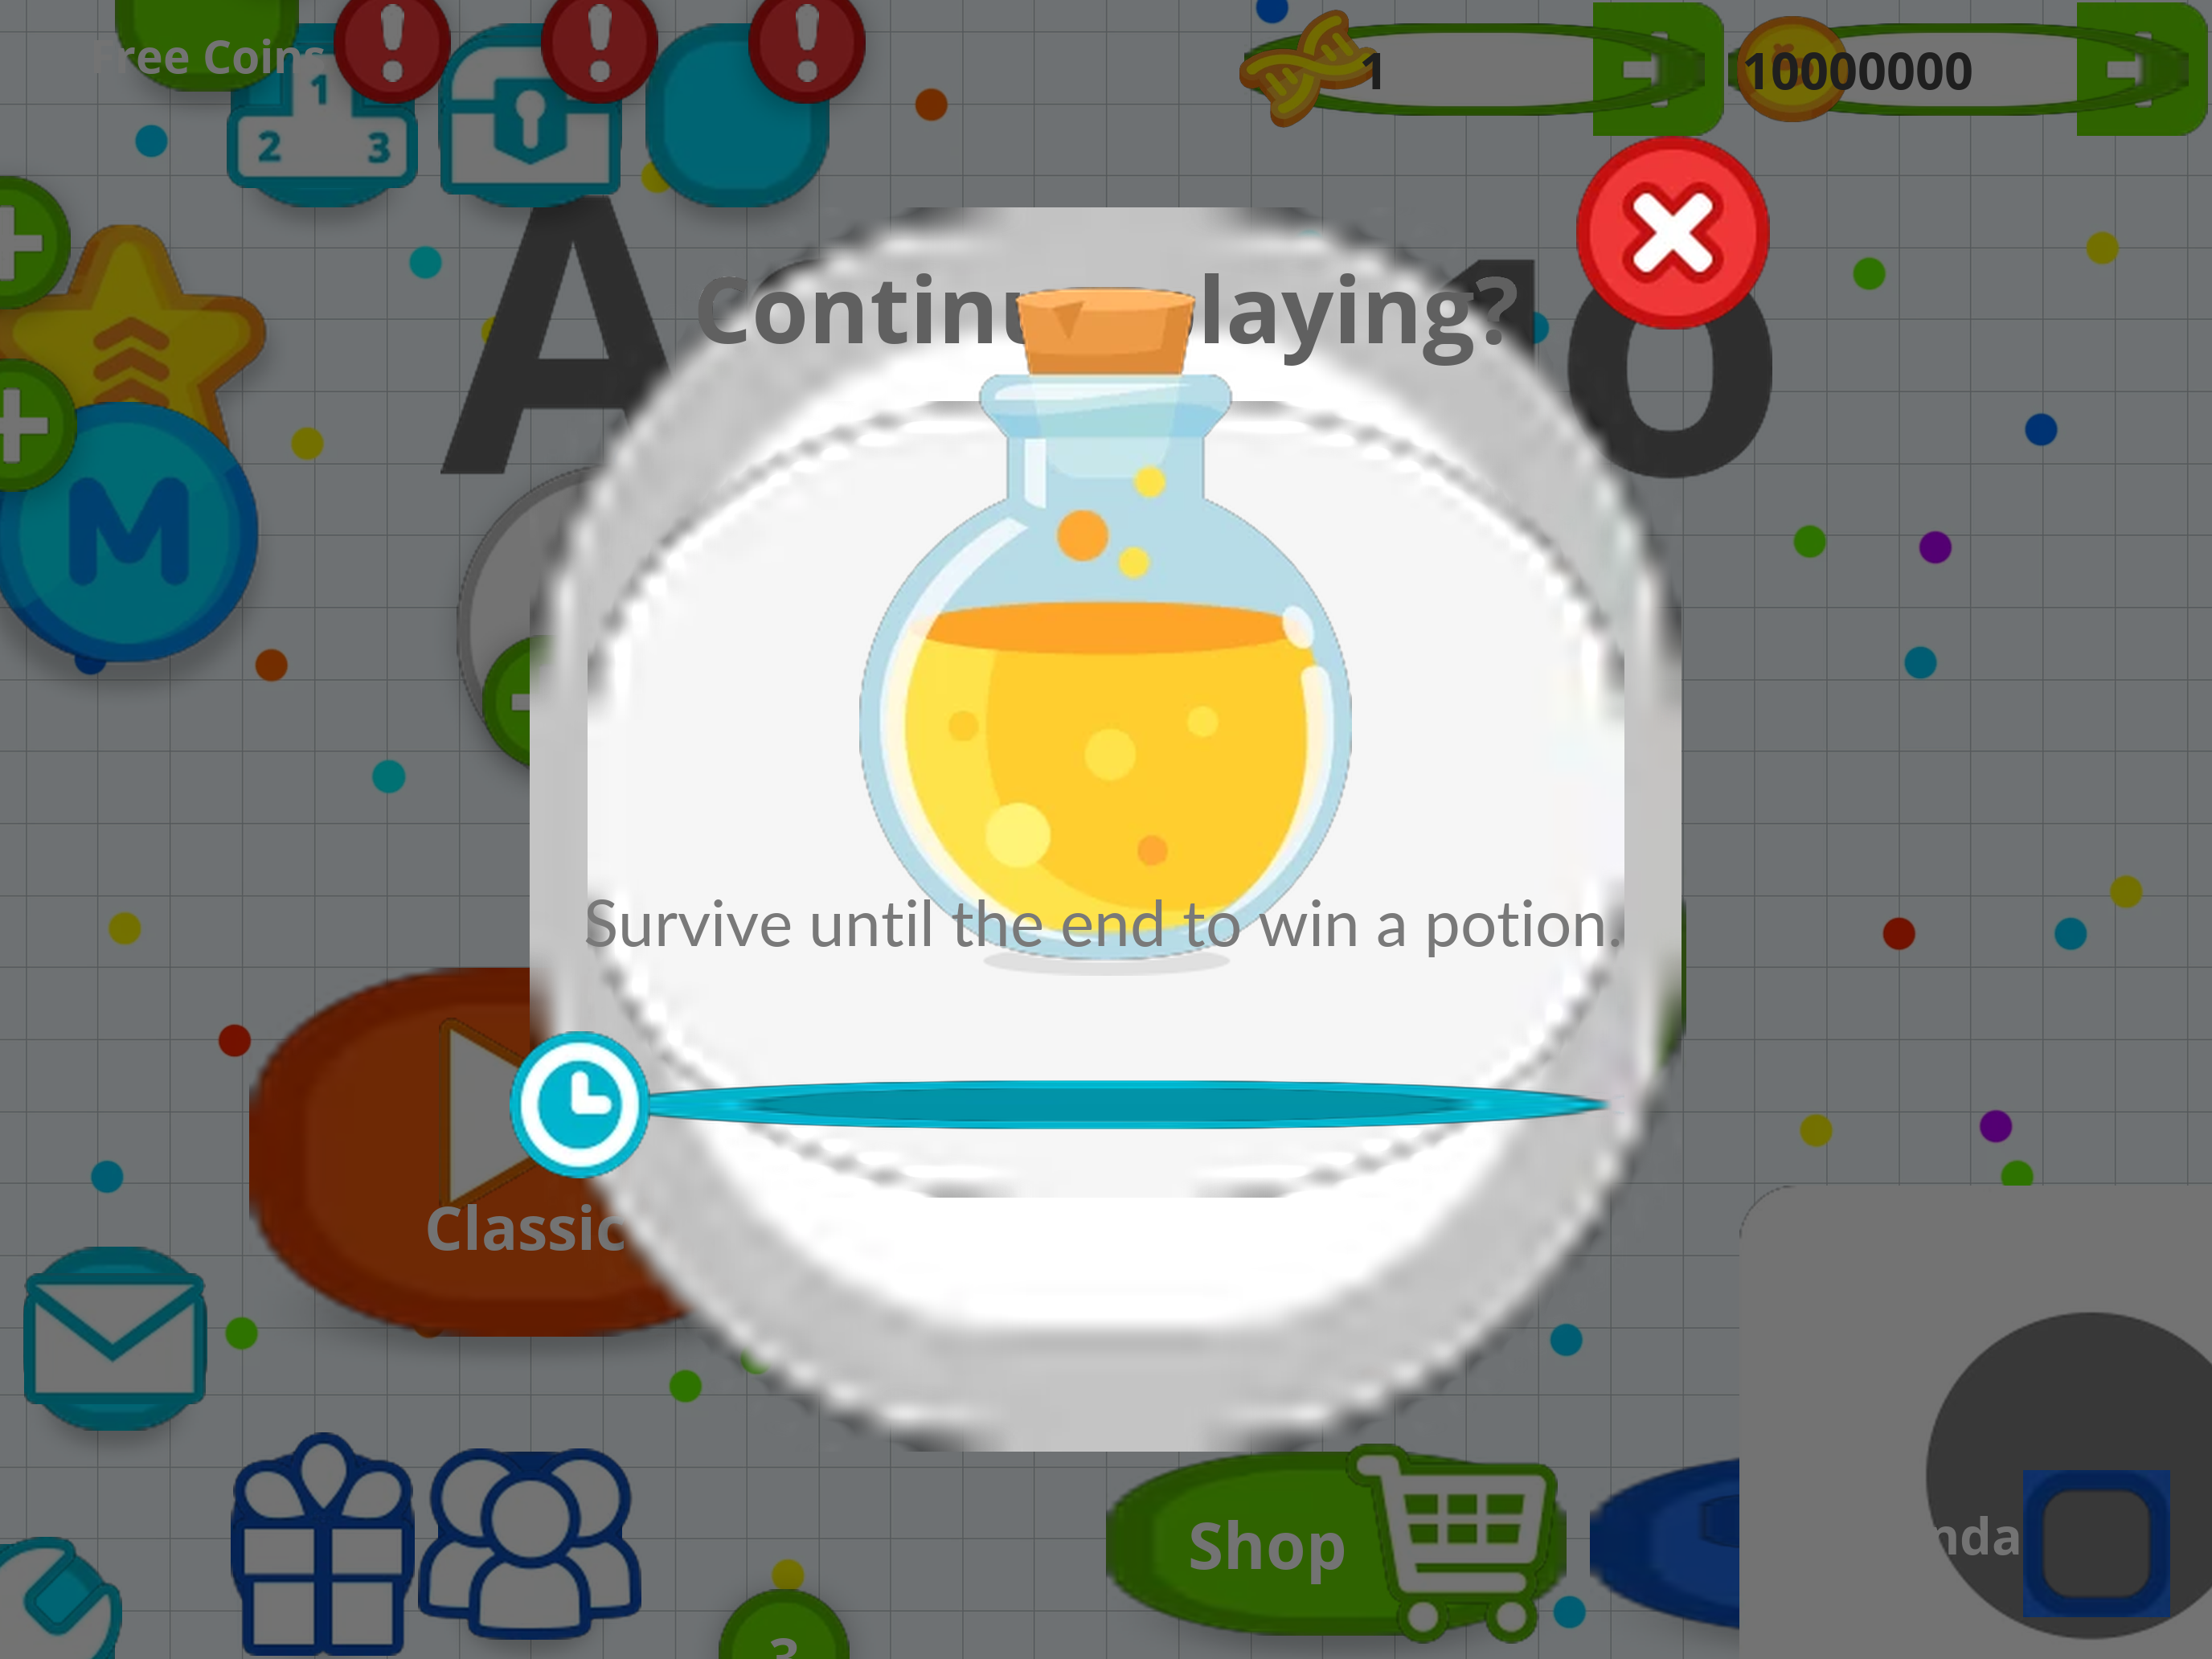 Free Coins
1
2 3
1
10000000
A
o
Continu laying?
M
Survive until the end to win a potion.
Classic
Shop
nda
3